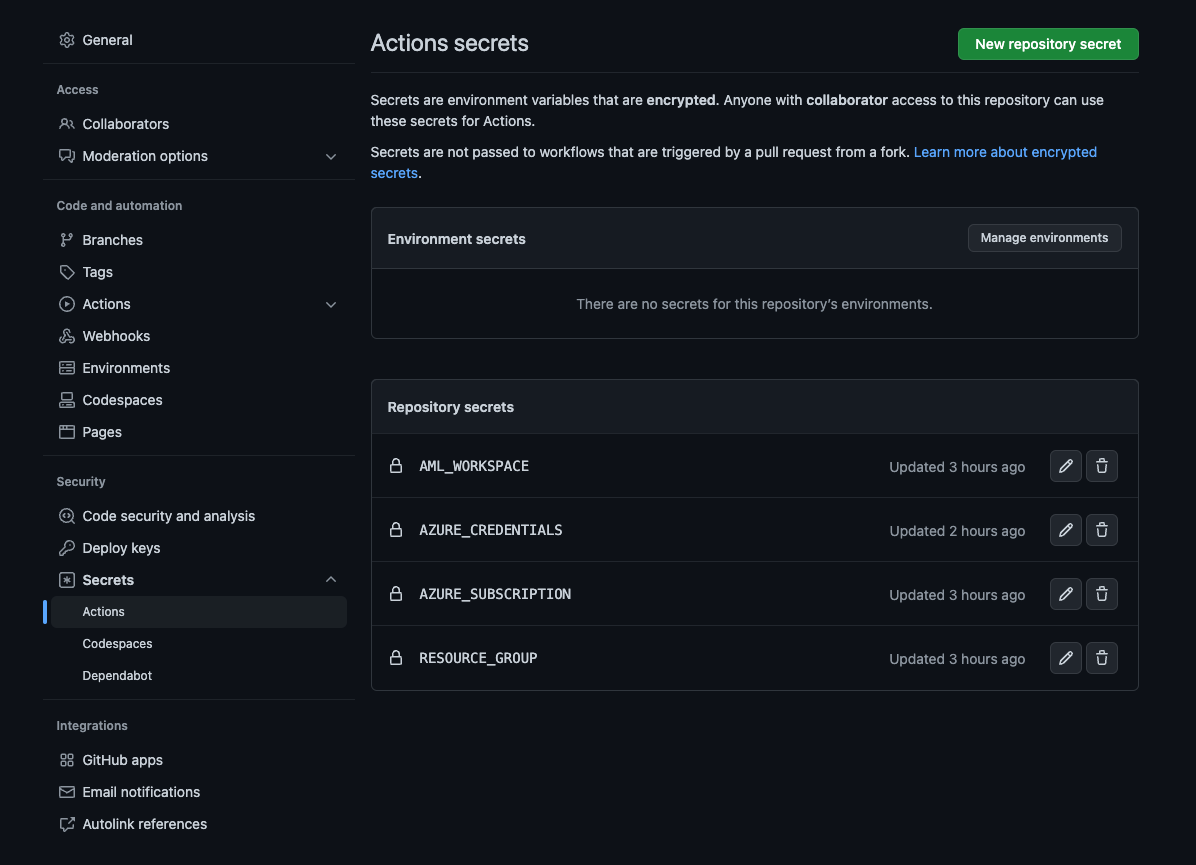 General
Access
Collaborators
Moderation options
Code and automation
Branches
Tags
Actions
Webhooks
Environments
Codespaces
Pages
Security
Code security and analysis
Deploy keys
Secrets
Actions
Codespaces
Dependabot
Integrations
GitHub apps
Email notifications
Autolink references
Actions secrets
New repository secret
Secrets are environment variables that are encrypted. Anyone with collaborator access to this repository can use
these secrets for Actions.
Secrets are not passed to workflows that are triggered by a pull request from a fork. Learn more about encrypted
secrets.
Environment secrets
Manage environments
There are no secrets for this repository’s environments.
Repository secrets
AML_WORKSPACE Updated 3 hours ago
AZURE_CREDENTIALS Updated 2 hours ago
AZURE_SUBSCRIPTION Updated 3 hours ago
RESOURCE_GROUP Updated 3 hours ago